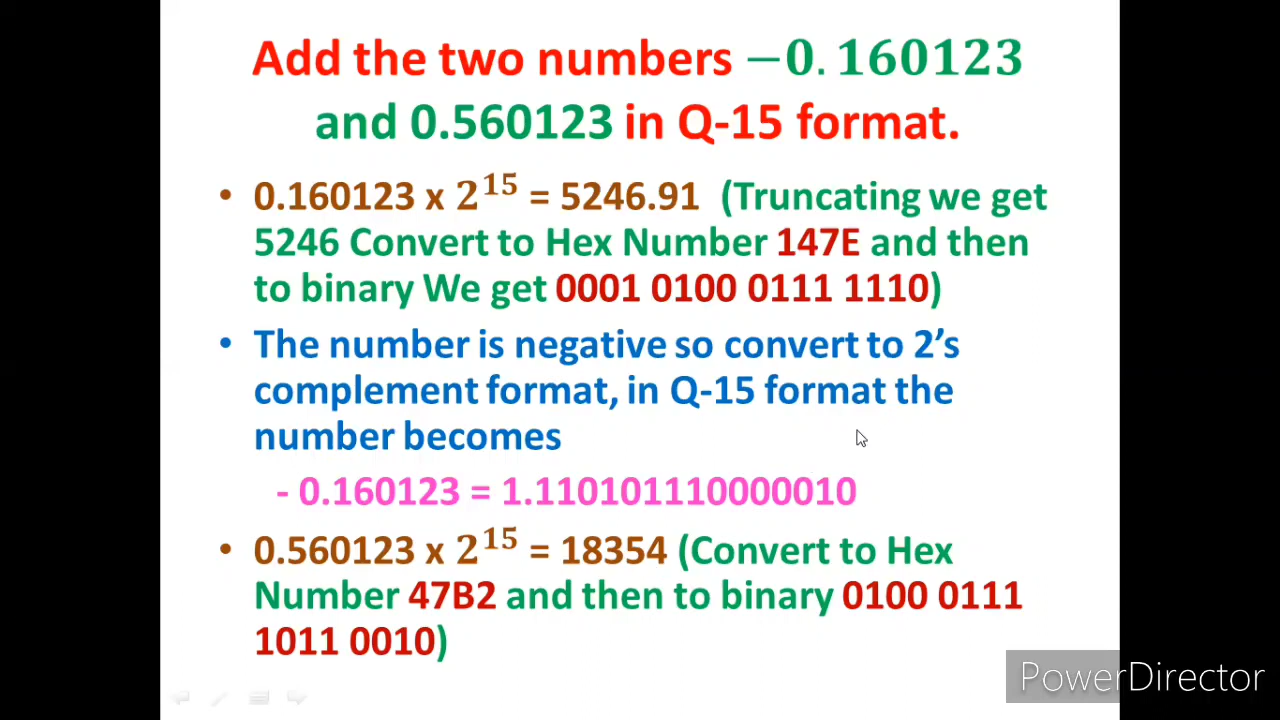 Add the two numbers −0.160123
and 0.560123 in Q-15 format.
• 0.160123 x 2^15 = 5246.91 (Truncating we get
5246 Convert to Hex Number 147E and then
to binary We get 0001 0100 0111 1110)
• The number is negative so convert to 2’s
complement format, in Q-15 format the
number becomes
- 0.160123 = 1.110101110000010
• 0.560123 x 2^15 = 18354 (Convert to Hex
Number 47B2 and then to binary 0100 0111
1011 0010)
PowerDirector